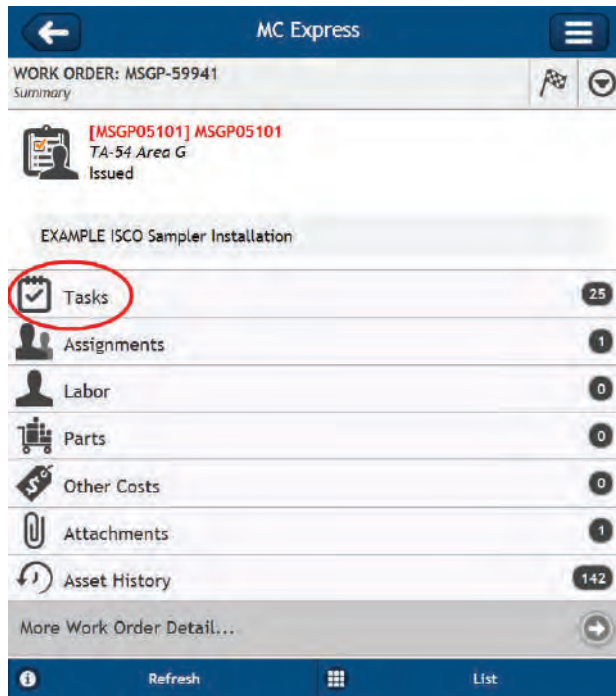 MC Express
WORK ORDER: MSGP-59941
Summary
[MSGP05101] MSGP05101
TA-54 Area G
Issued
EXAMPLE ISCO Sampler Installation
Tasks 25
Assignments 1
Labor 0
Parts 0
Other Costs 0
Attachments 1
Asset History 142
More Work Order Detail...
Refresh List